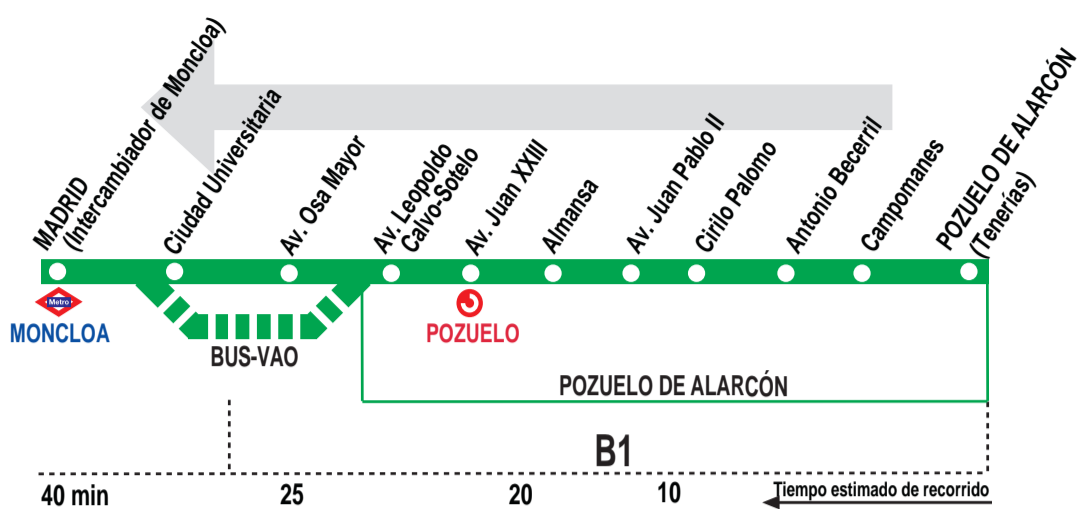 MADRID
(Intercambiador de Moncloa)
Ciudad Universitaria
Av. Osa Mayor
Av. Leopoldo
Calvo-Sotelo
Av. Juan XXIII
Almansa
Av. Juan Pablo II
Cirilo Palomo
Antonio Becerril
Campomanes
POZUELO DE ALARCÓN
(Tenerías)
Metro
MONCLOA
POZUELO
BUS-VAO
POZUELO DE ALARCÓN
B1
40 min
25
20
10
Tiempo estimado de recorrido